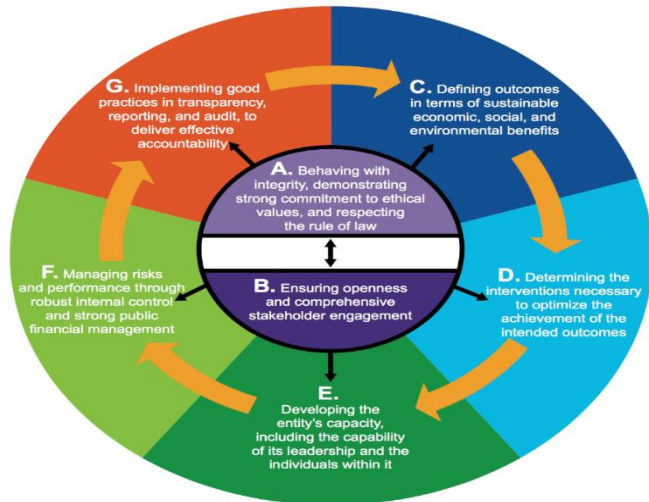 G. Implementing good
practices in transparency,
reporting, and audit, to
deliver effective
accountability
C. Defining outcomes
in terms of sustainable
economic, social, and
environmental benefits
A. Behaving with
integrity, demonstrating
strong commitment to ethical
values, and respecting
the rule of law
F. Managing risks
and performance through
robust internal control
and strong public
financial management
B. Ensuring openness
and comprehensive
stakeholder engagement
D. Determining the
interventions necessary
to optimize the
achievement of the
intended outcomes
E.
Developing the
entity's capacity,
including the capability
of its leadership and the
individuals within it